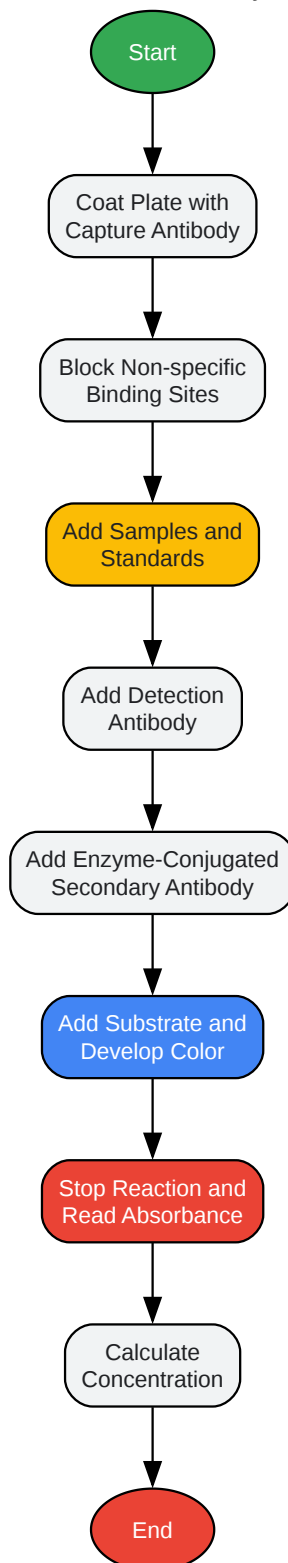 Start
Coat Plate with
Capture Antibody
Block Non-specific
Binding Sites
Add Samples and
Standards
Add Detection
Antibody
Add Enzyme-Conjugated
Secondary Antibody
Add Substrate and
Develop Color
Stop Reaction and
Read Absorbance
Calculate
Concentration
End